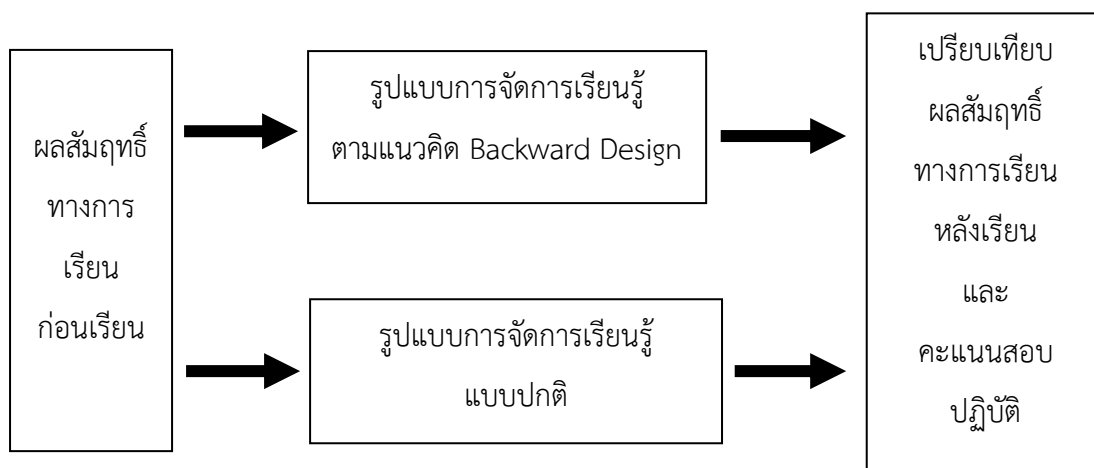 ผลสัมฤทธิ์
ทางการ
เรียน
ก่อนเรียน
รูปแบบการจัดการเรียนรู้
ตามแนวคิด Backward Design
รูปแบบการจัดการเรียนรู้
แบบปกติ
เปรียบเทียบ
ผลสัมฤทธิ์
ทางการเรียน
หลังเรียน
และ
คะแนนสอบ
ปฏิบัติ